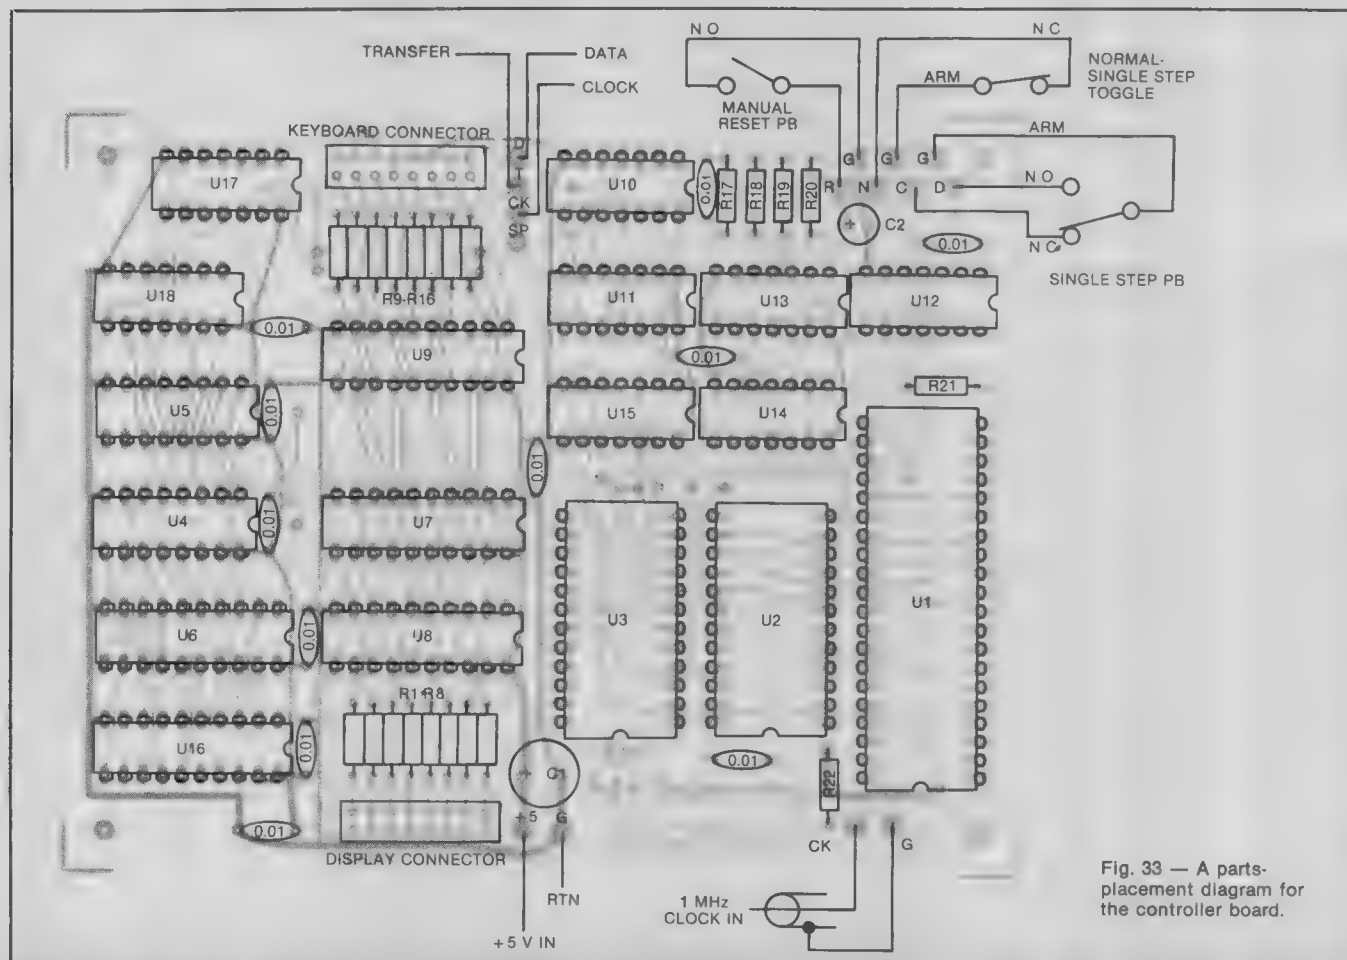 NO
NC
TRANSFER
DATA
CLOCK
NORMAL-
SINGLE STEP
TOGGLE
ARM
MANUAL
RESET PB
ARM
KEYBOARD CONNECTOR
D
T
CK
SP
U17
U10
0.01
R17
R18
R19
R20
G
G
G
R
N
C
D
NO
+
C2
0.01
NC
SINGLE STEP PB
U18
R9-R16
U11
U13
U12
0.01
U9
0.01
R21
U5
0.01
U15
U14
0.01
U4
0.01
U7
U3
U2
U1
U6
0.01
U8
R1-R8
U16
0.01
+
C1
0.01
R22
+5
G
0.01
DISPLAY CONNECTOR
CK
G
RTN
1 MHz
CLOCK IN
+5 V IN
Fig. 33 — A parts-
placement diagram for
the controller board.